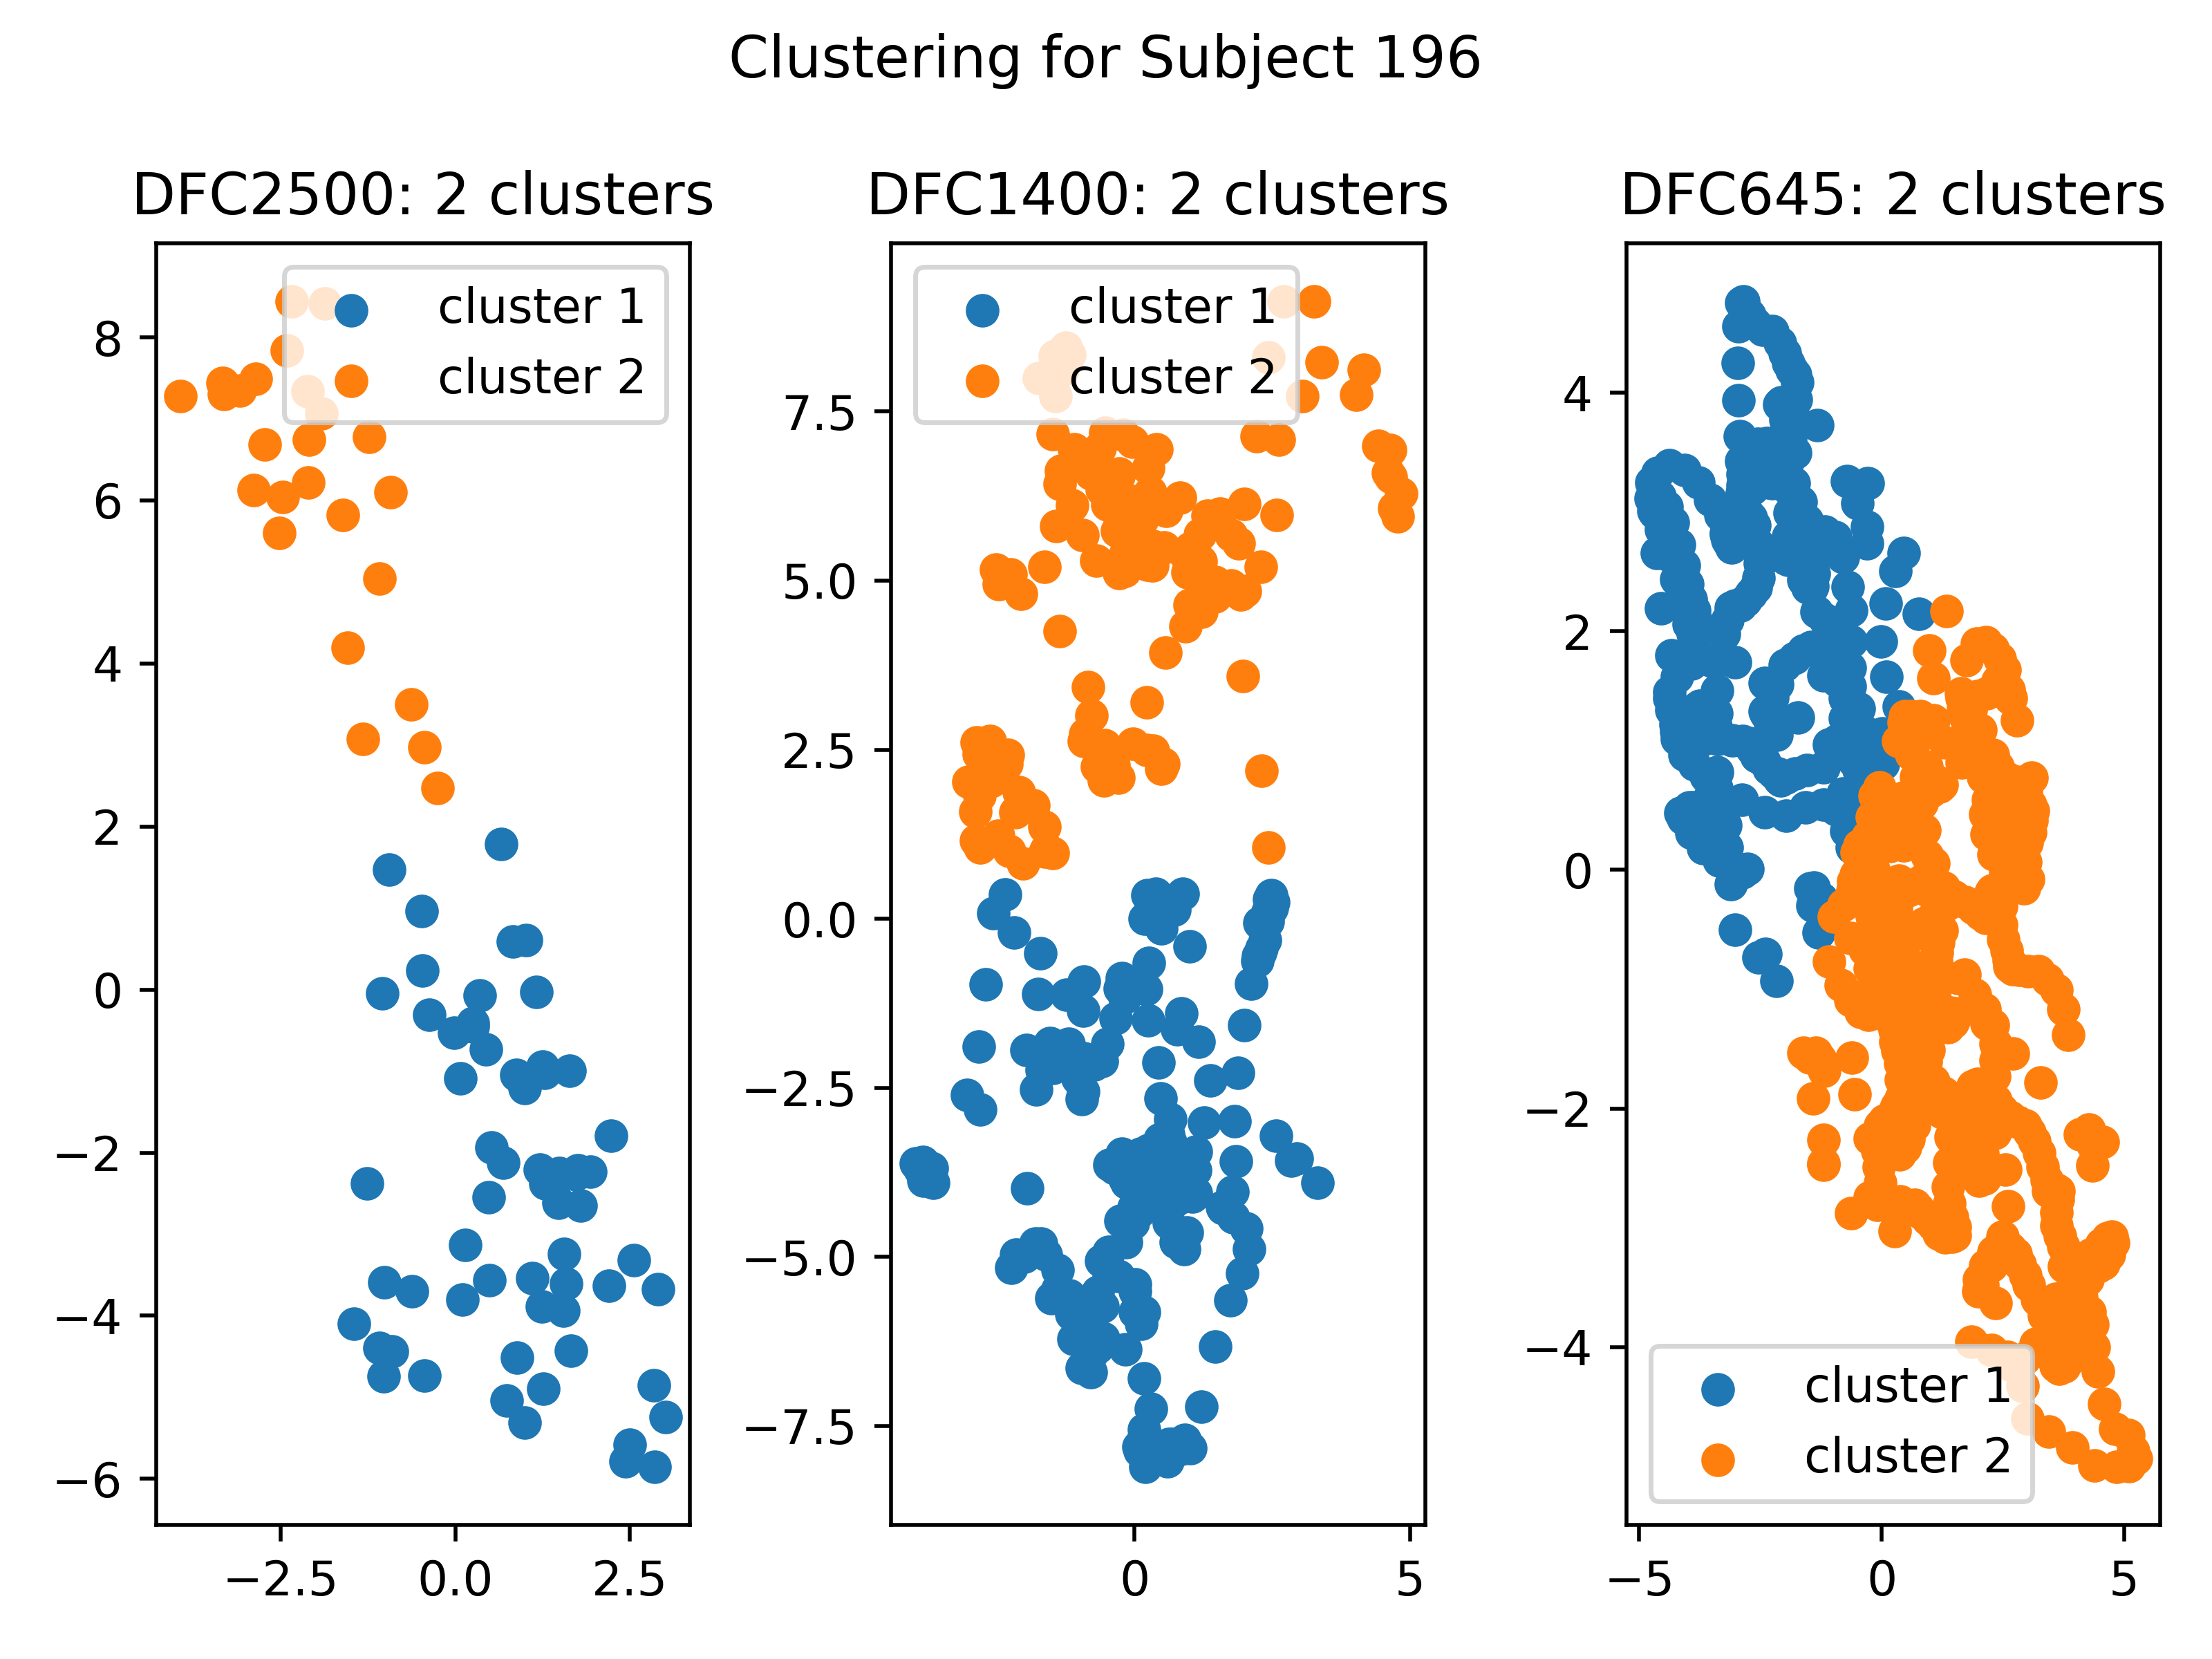 Clustering for Subject 196
DFC2500: 2 clusters
DFC1400: 2 clusters
DFC645: 2 clusters
cluster 1
cluster 2
8
6
4
2
0
−2
−4
−6
−2.5
0.0
2.5
cluster 1
cluster 2
7.5
5.0
2.5
0.0
−2.5
−5.0
−7.5
0
5
4
2
0
−2
−4
cluster 1
cluster 2
−5
0
5